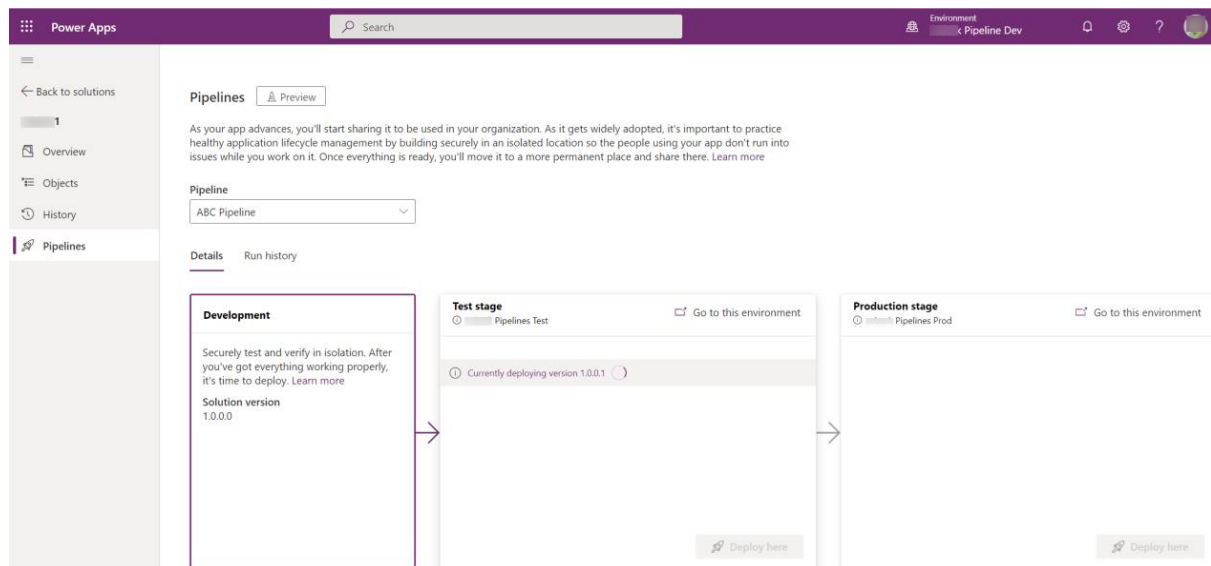 Power Apps
Search
Environment
Pipeline Dev
Back to solutions
1
Overview
Objects
History
Pipelines
Pipelines
Preview
As your app advances, you'll start sharing it to be used in your organization. As it gets widely adopted, it's important to practice
healthy application lifecycle management by building securely in an isolated location so the people using your app don't run into
issues while you work on it. Once everything is ready, you'll move it to a more permanent place and share there. Learn more
Pipeline
ABC Pipeline
Details Run history
Development
Securely test and verify in isolation. After
you've got everything working properly,
it's time to deploy. Learn more
Solution version
1.0.0.0
Test stage
Pipelines Test
Go to this environment
Currently deploying version 1.0.0.1
Deploy here
Production stage
Pipelines Prod
Go to this environment
Deploy here